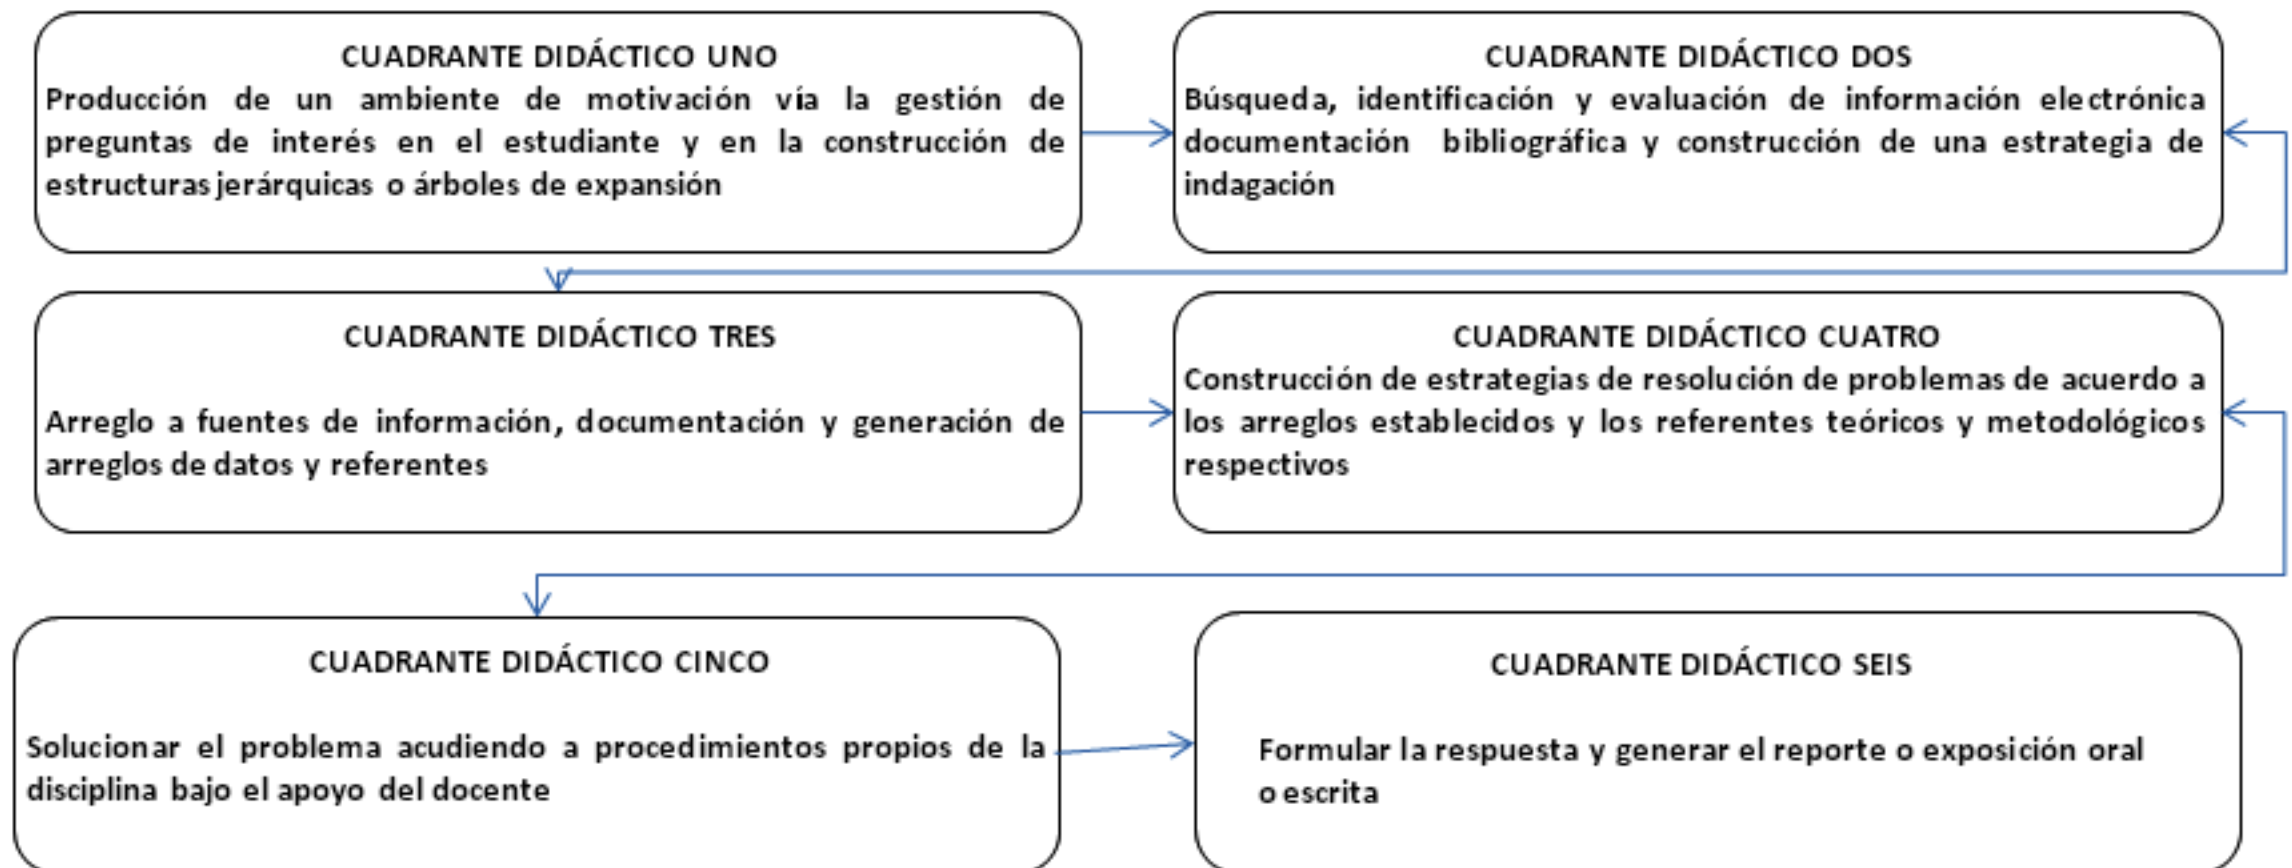 CUADRANTE DIDÁCTICO UNO
Producción de un ambiente de motivación vía la gestión de
preguntas de interés en el estudiante y en la construcción de
estructuras jerárquicas o árboles de expansión
CUADRANTE DIDÁCTICO DOS
Búsqueda, identificación y evaluación de información electrónica
documentación bibliográfica y construcción de una estrategia de
indagación
CUADRANTE DIDÁCTICO TRES
Arreglo a fuentes de información, documentación y generación de
arreglos de datos y referentes
CUADRANTE DIDÁCTICO CUATRO
Construcción de estrategias de resolución de problemas de acuerdo a
los arreglos establecidos y los referentes teóricos y metodológicos
respectivos
CUADRANTE DIDÁCTICO CINCO
Solucionar el problema acudiendo a procedimientos propios de la
disciplina bajo el apoyo del docente
CUADRANTE DIDÁCTICO SEIS
Formular la respuesta y generar el reporte o exposición oral
o escrita